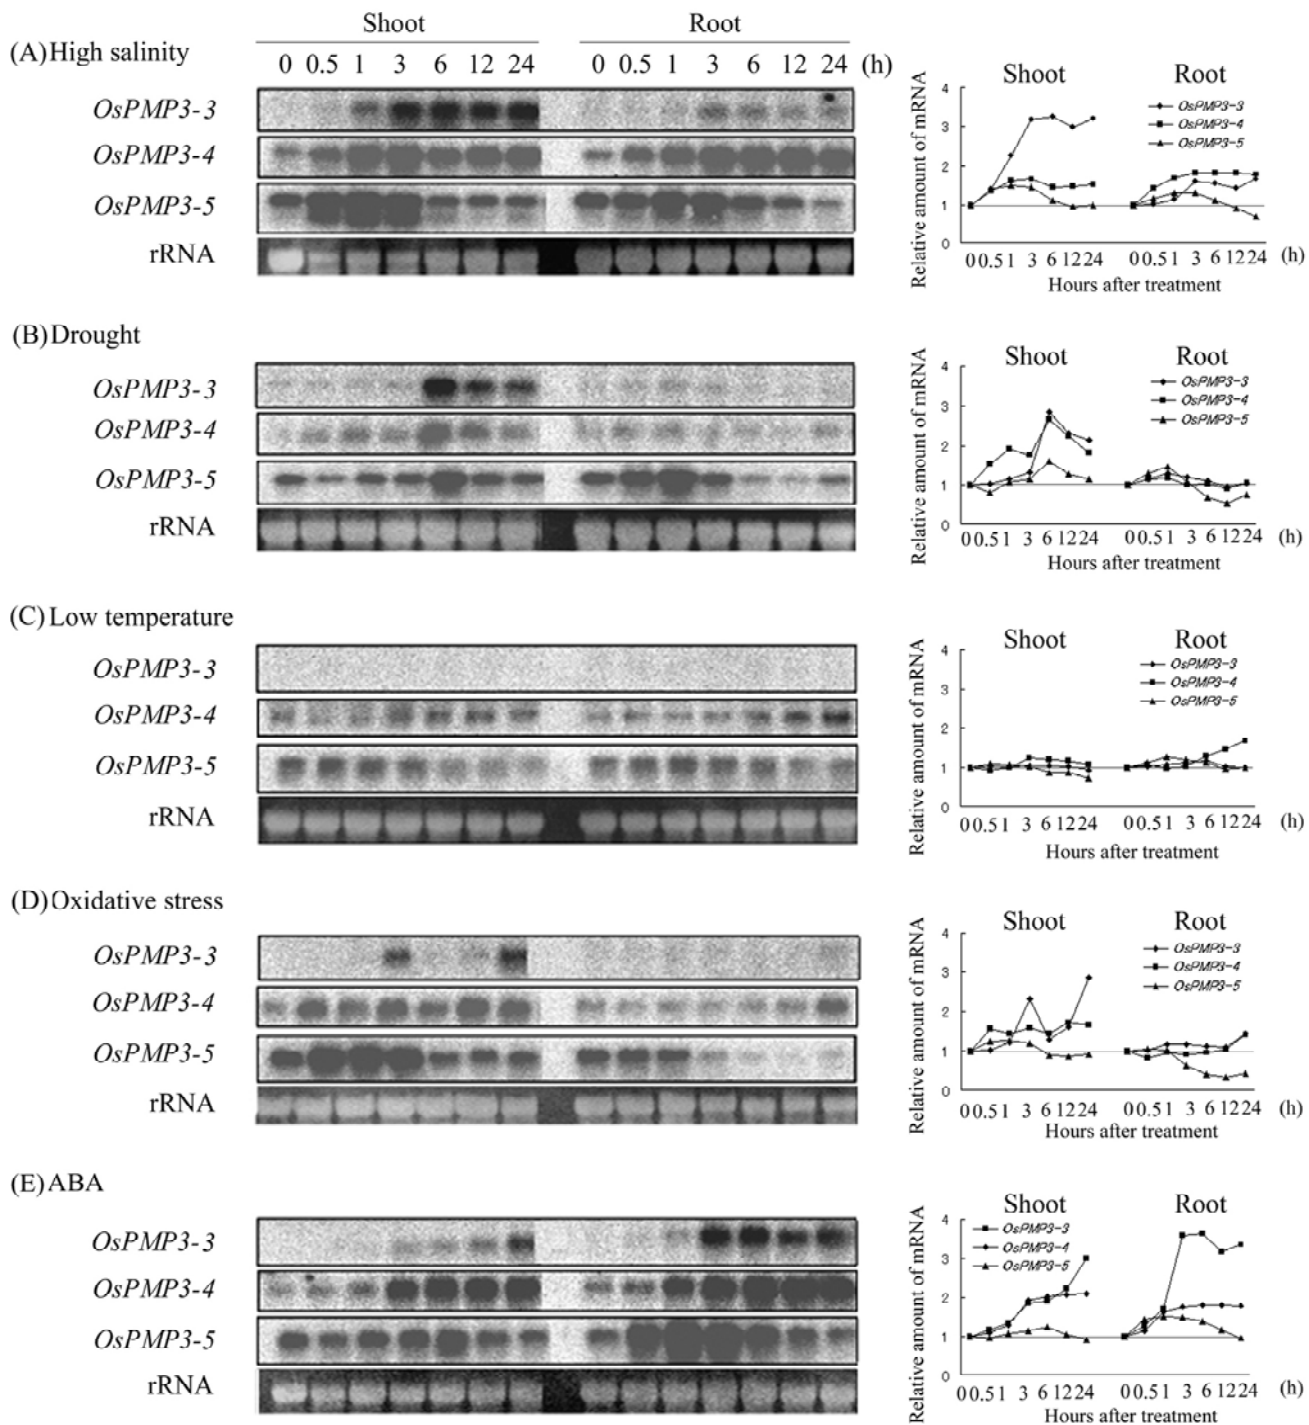 Shoot Root
(A) High salinity 0 0.5 1 3 6 12 24 0 0.5 1 3 6 12 24 (h)
OsPMP3-3
OsPMP3-4
OsPMP3-5
rRNA
Relative amount of mRNA
Shoot Root
4
3
2
1
0
OsPMP3-3
OsPMP3-4
OsPMP3-5
0 0.5 1 3 6 12 24 0 0.5 1 3 6 12 24 (h)
Hours after treatment
(B) Drought
OsPMP3-3
OsPMP3-4
OsPMP3-5
rRNA
Relative amount of mRNA
Shoot Root
4
3
2
1
0
OsPMP3-3
OsPMP3-4
OsPMP3-5
0 0.5 1 3 6 12 24 0 0.5 1 3 6 12 24 (h)
Hours after treatment
(C) Low temperature
OsPMP3-3
OsPMP3-4
OsPMP3-5
rRNA
Relative amount of mRNA
Shoot Root
4
3
2
1
0
OsPMP3-3
OsPMP3-4
OsPMP3-5
0 0.5 1 3 6 12 24 0 0.5 1 3 6 12 24 (h)
Hours after treatment
(D) Oxidative stress
OsPMP3-3
OsPMP3-4
OsPMP3-5
rRNA
Relative amount of mRNA
Shoot Root
4
3
2
1
0
OsPMP3-3
OsPMP3-4
OsPMP3-5
0 0.5 1 3 6 12 24 0 0.5 1 3 6 12 24 (h)
Hours after treatment
(E) ABA
OsPMP3-3
OsPMP3-4
OsPMP3-5
rRNA
Relative amount of mRNA
Shoot Root
4
3
2
1
0
OsPMP3-3
OsPMP3-4
OsPMP3-5
0 0.5 1 3 6 12 24 0 0.5 1 3 6 12 24 (h)
Hours after treatment